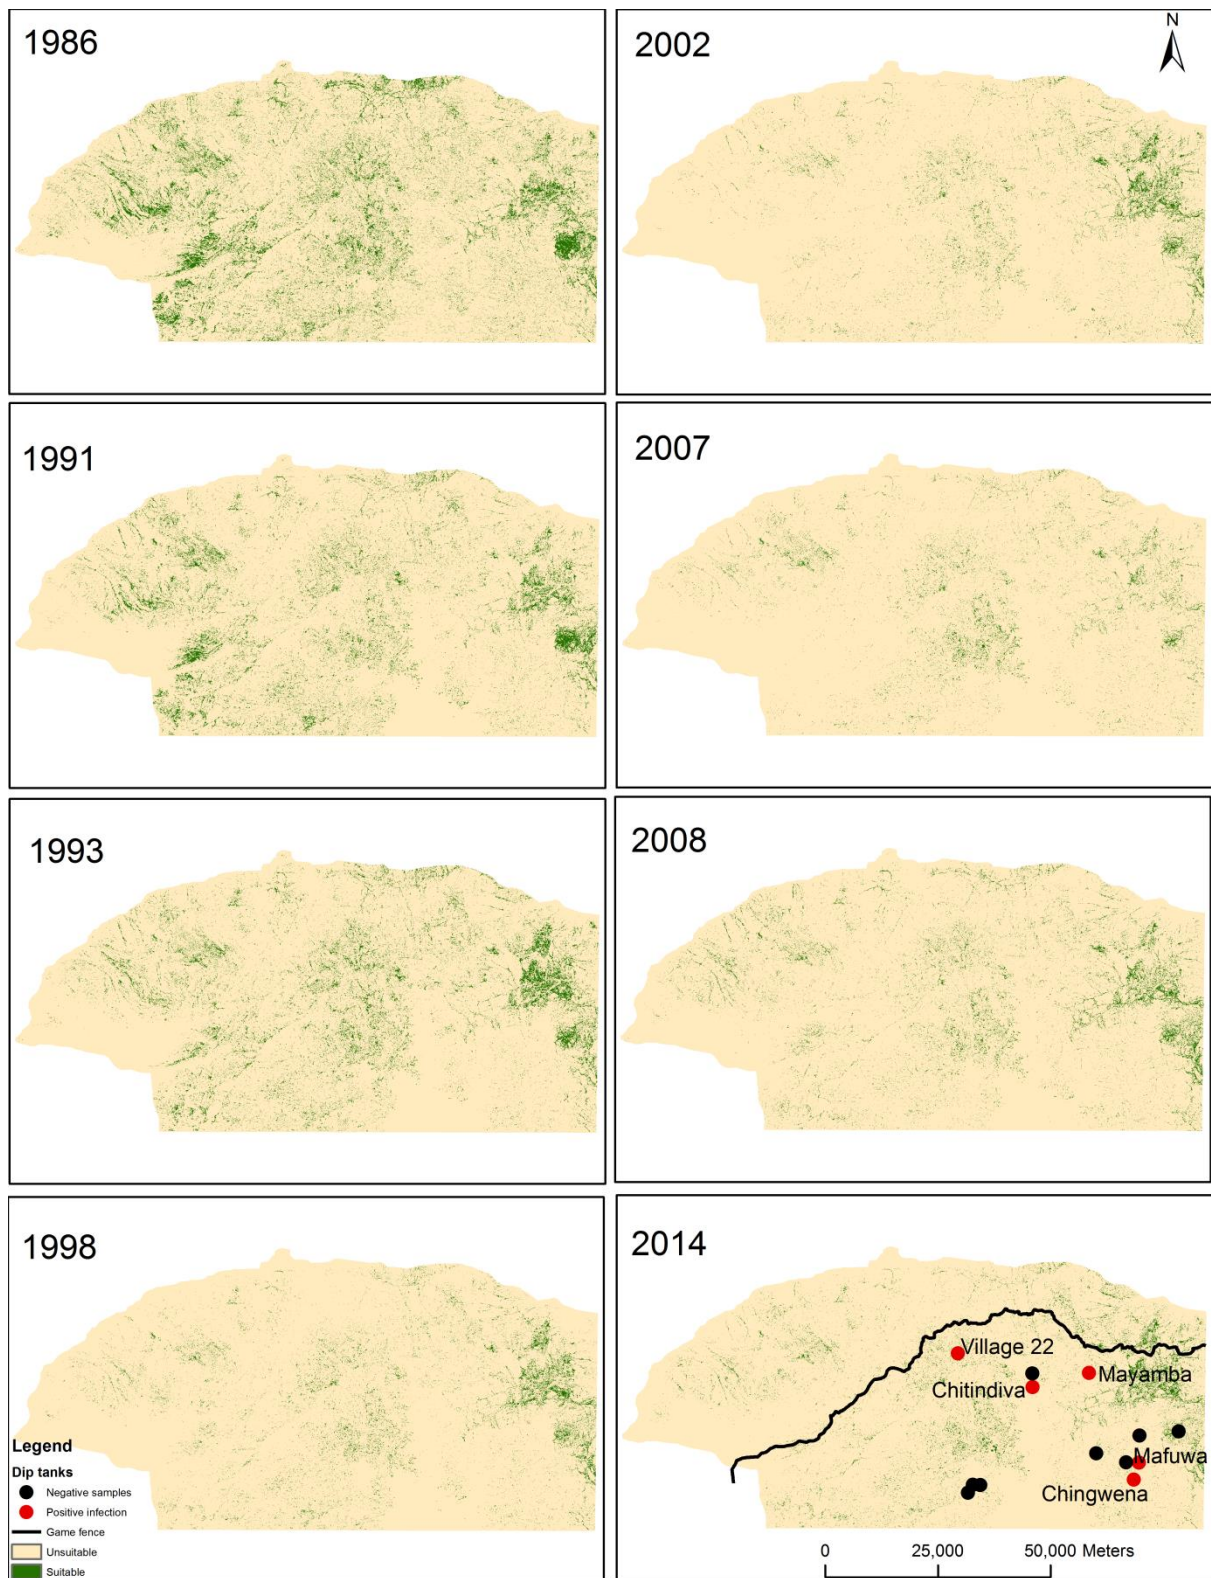 1986
2002
N
1991
2007
1993
2008
1998
Legend
Dip tanks
Negative samples
Positive infection
Game fence
Unsuitable
Suitable
2014
Village 22
Mayamba
Chitindiva
Mafuwa
Chingwena
0 25,000 50,000 Meters